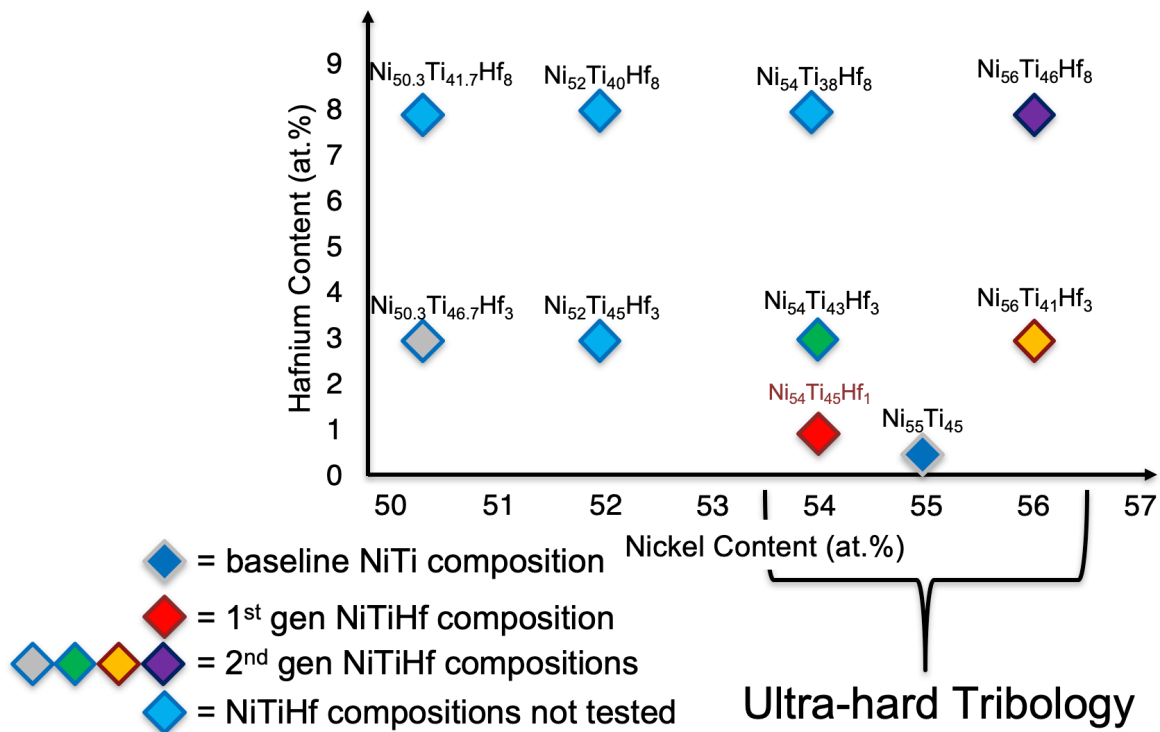 Hafnium Content (at.%)
9
8
7
6
5
4
3
2
1
0
Ni50.3Ti41.7Hf8
Ni52Ti40Hf8
Ni54Ti38Hf8
Ni56Ti46Hf8
Ni50.3Ti46.7Hf3
Ni52Ti45Hf3
Ni54Ti43Hf3
Ni56Ti41Hf3
Ni54Ti45Hf1
Ni55Ti45
50 51 52 53 54 55 56 57
Nickel Content (at.%)
= baseline NiTi composition
= 1st gen NiTiHf composition
= 2nd gen NiTiHf compositions
= NiTiHf compositions not tested
Ultra-hard Tribology